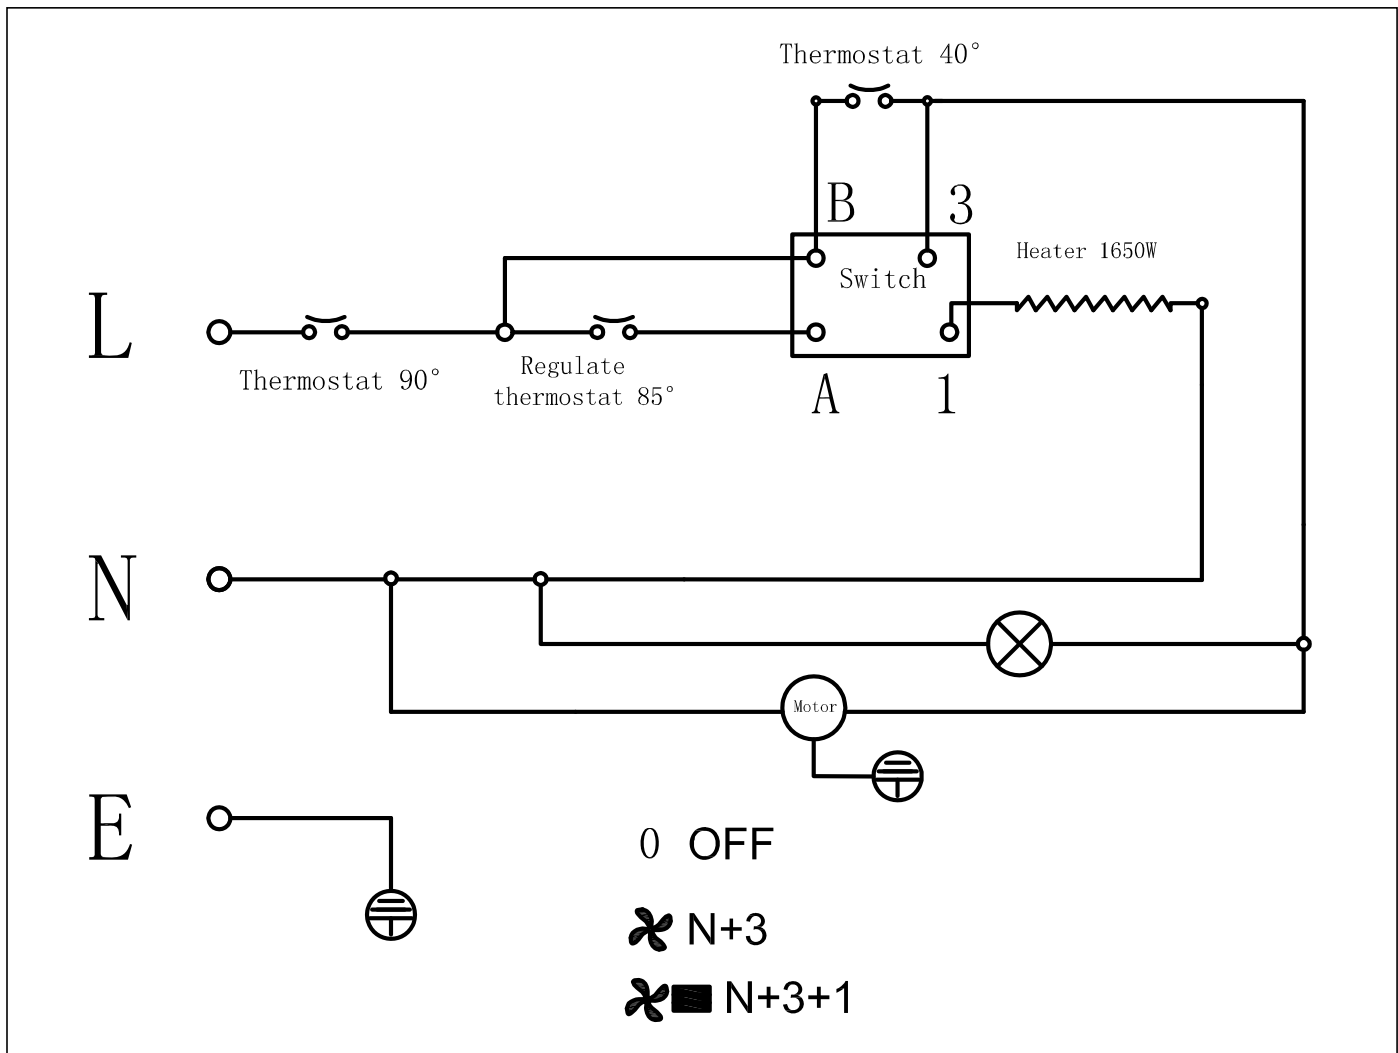 Thermostat 40°
B
3
Heater 1650W
Switch
L
Thermostat 90°
Regulate
thermostat 85°
A
1
N
Motor
E
0 OFF
N+3
N+3+1